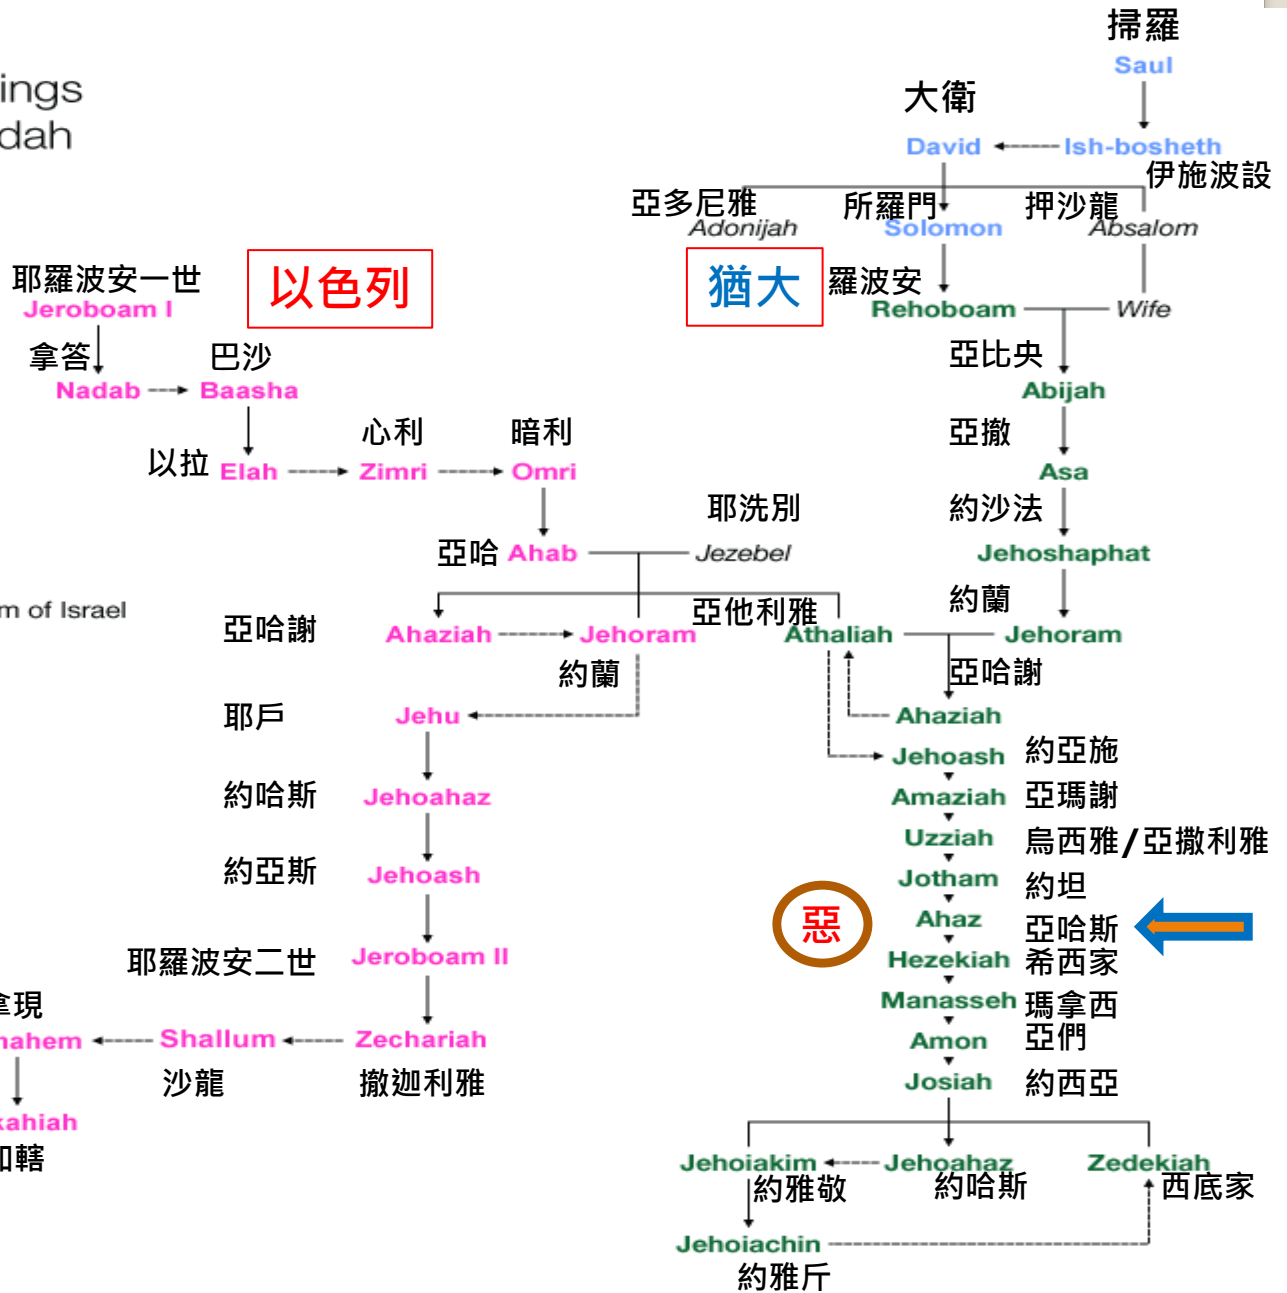 掃羅
Saul
ings
dah
大衛
David
Ish-bosheth
伊施波設
亞多尼雅
所羅門
押沙龍
Adonijah
Solomon
Absalom
耶羅波安一世
以色列
猶大
羅波安
Jeroboam I
Rehoboam
Wife
拿答
巴沙
亞比央
Nadab
Baasha
Abijah
心利
暗利
亞撤
以拉
Elah
Zimri
Omri
Asa
耶洗別
約沙法
亞哈
Ahab
Jezebel
Jehoshaphat
m of Israel
亞他利雅
約蘭
亞哈謝
Ahaziah
Jehoram
Athaliah
Jehoram
約蘭
亞哈謝
耶戶
Jehu
Ahaziah
Jehoash
約亞施
約哈斯
Jehoahaz
Amaziah
亞瑪謝
Uzziah
烏西雅/亞撒利雅
約亞斯
Jehoash
Jotham
約坦
惡
Ahaz
亞哈斯
耶羅波安二世
Jeroboam II
Hezekiah
希西家
拿現
Manasseh
瑪拿西
nahem
Shallum
Zechariah
Amon
亞們
沙龍
撤迦利雅
Josiah
約西亞
kahiah
加轄
Jehoiakim
Jehoahaz
Zedekiah
約雅敬
約哈斯
西底家
Jehoiachin
約雅斤